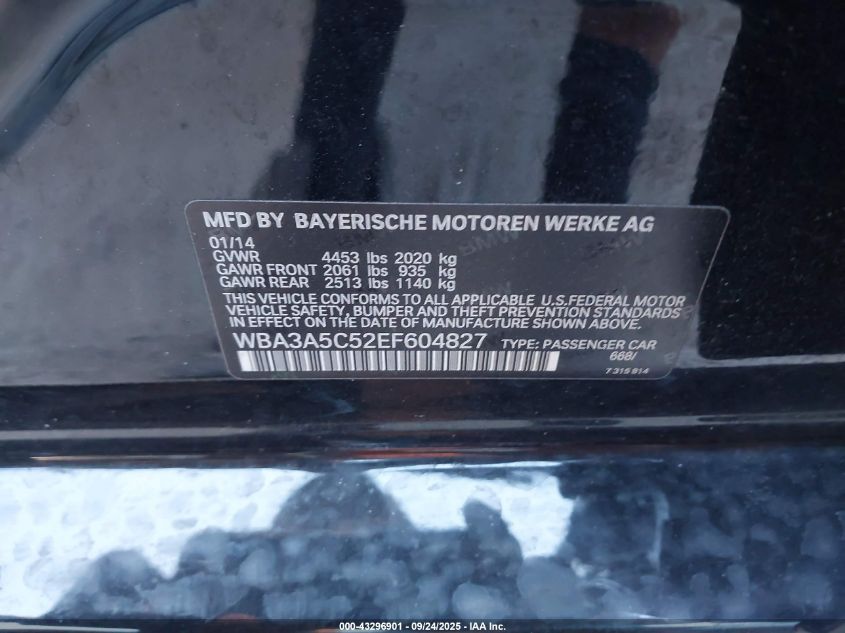 MFD BY BAYERISCHE MOTOREN WERKE AG
01/14
GVWR 4453 lbs 2020 kg
GAWR FRONT 2061 lbs 935 kg
GAWR REAR 2513 lbs 1140 kg
THIS VEHICLE CONFORMS TO ALL APPLICABLE U.S.FEDERAL MOTOR
VEHICLE SAFETY, BUMPER AND THEFT PREVENTION STANDARDS
IN EFFECT ON THE DATE OF MANUFACTURE SHOWN ABOVE.
WBA3A5C52EF604827 TYPE: PASSENGER CAR
668/
7 316 814
000-43296901 - 09/24/2025 - IAA Inc.